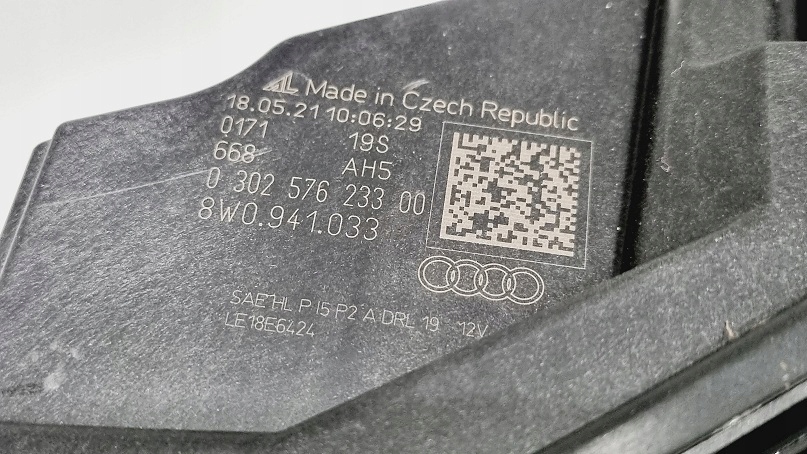 AL Made in Czech Republic
18.05.21 10:06:29
0171 19S
668 AH5
0 302 576 233 00
8W0.941.033
SAE HL P I5 P2 A DRL 19 12V
LE18E6424